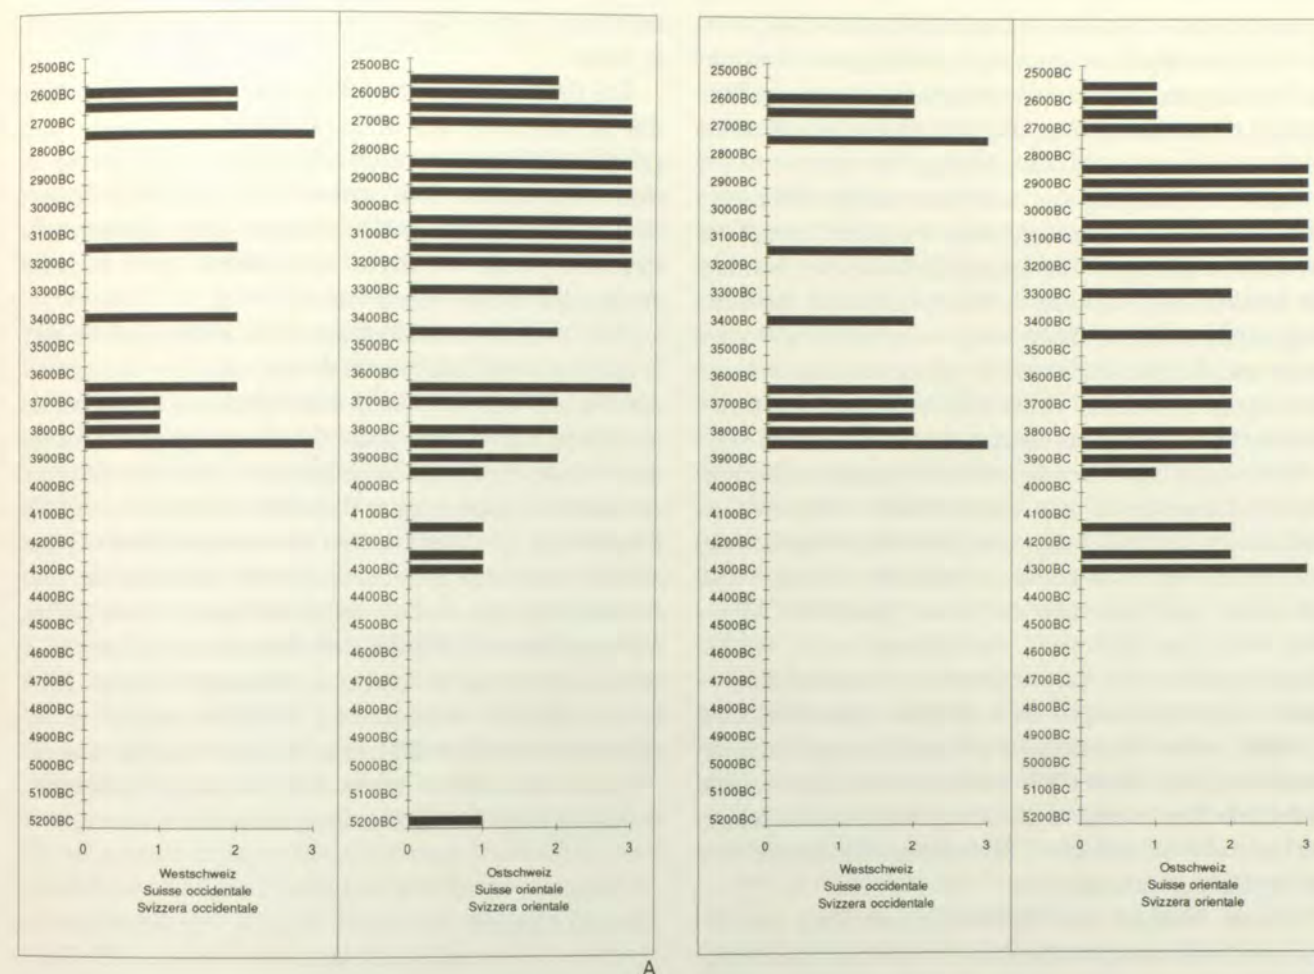 2500BC
2600BC
2700BC
2800BC
2900BC
3000BC
3100BC
3200BC
3300BC
3400BC
3500BC
3600BC
3700BC
3800BC
3900BC
4000BC
4100BC
4200BC
4300BC
4400BC
4500BC
4600BC
4700BC
4800BC
4900BC
5000BC
5100BC
5200BC
0 1 2 3
Westschweiz
Suisse occidentale
Svizzera occidentale
2500BC
2600BC
2700BC
2800BC
2900BC
3000BC
3100BC
3200BC
3300BC
3400BC
3500BC
3600BC
3700BC
3800BC
3900BC
4000BC
4100BC
4200BC
4300BC
4400BC
4500BC
4600BC
4700BC
4800BC
4900BC
5000BC
5100BC
5200BC
0 1 2 3
Ostschweiz
Suisse orientale
Svizzera orientale
A
2500BC
2600BC
2700BC
2800BC
2900BC
3000BC
3100BC
3200BC
3300BC
3400BC
3500BC
3600BC
3700BC
3800BC
3900BC
4000BC
4100BC
4200BC
4300BC
4400BC
4500BC
4600BC
4700BC
4800BC
4900BC
5000BC
5100BC
5200BC
0 1 2 3
Westschweiz
Suisse occidentale
Svizzera occidentale
2500BC
2600BC
2700BC
2800BC
2900BC
3000BC
3100BC
3200BC
3300BC
3400BC
3500BC
3600BC
3700BC
3800BC
3900BC
4000BC
4100BC
4200BC
4300BC
4400BC
4500BC
4600BC
4700BC
4800BC
4900BC
5000BC
5100BC
5200BC
0 1 2 3
Ostschweiz
Suisse orientale
Svizzera orientale